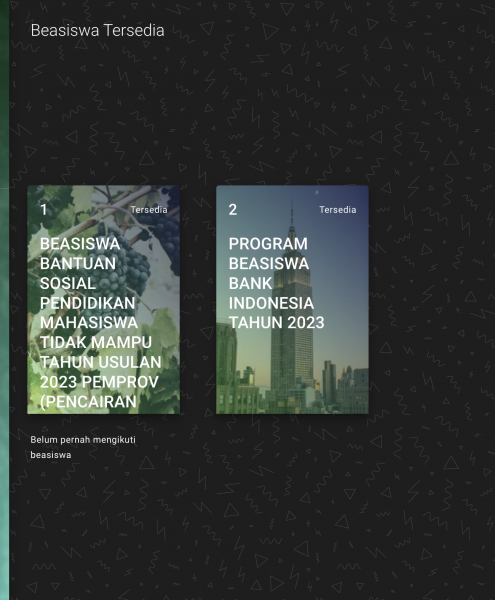 Beasiswa Tersedia
1
Tersedia
BEASISWA
BANTUAN
SOSIAL
PENDIDIKAN
MAHASISWA
TIDAK MAMPU
TAHUN USULAN
2023 PEMPROV
(PENCAIRAN
2
Tersedia
PROGRAM
BEASISWA
BANK
INDONESIA
TAHUN 2023
Belum pernah mengikuti
beasiswa